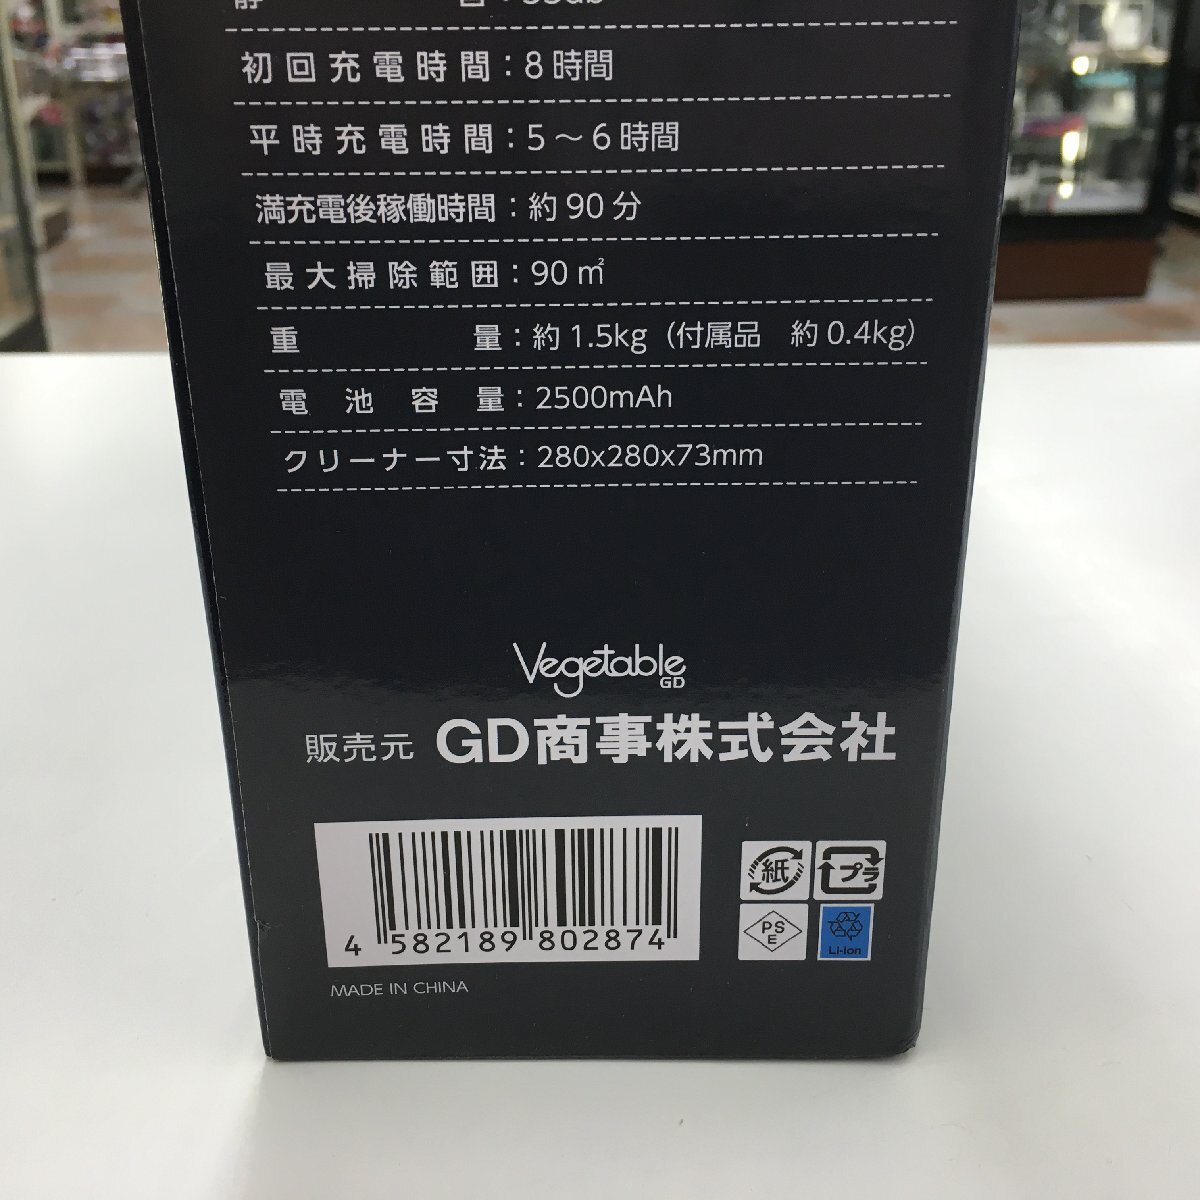 初回充電時間：8時間
平時充電時間：5～6時間
満充電後稼働時間：約90分
最大掃除範囲：90㎡
重量：約1.5kg（付属品　約0.4kg）
電池容量：2500mAh
クリーナー寸法：280x280x73mm
Vegetable
GD
販売元 GD商事株式会社
4 582189 802874
紙
プラ
PS
E
Li-ion
MADE IN CHINA